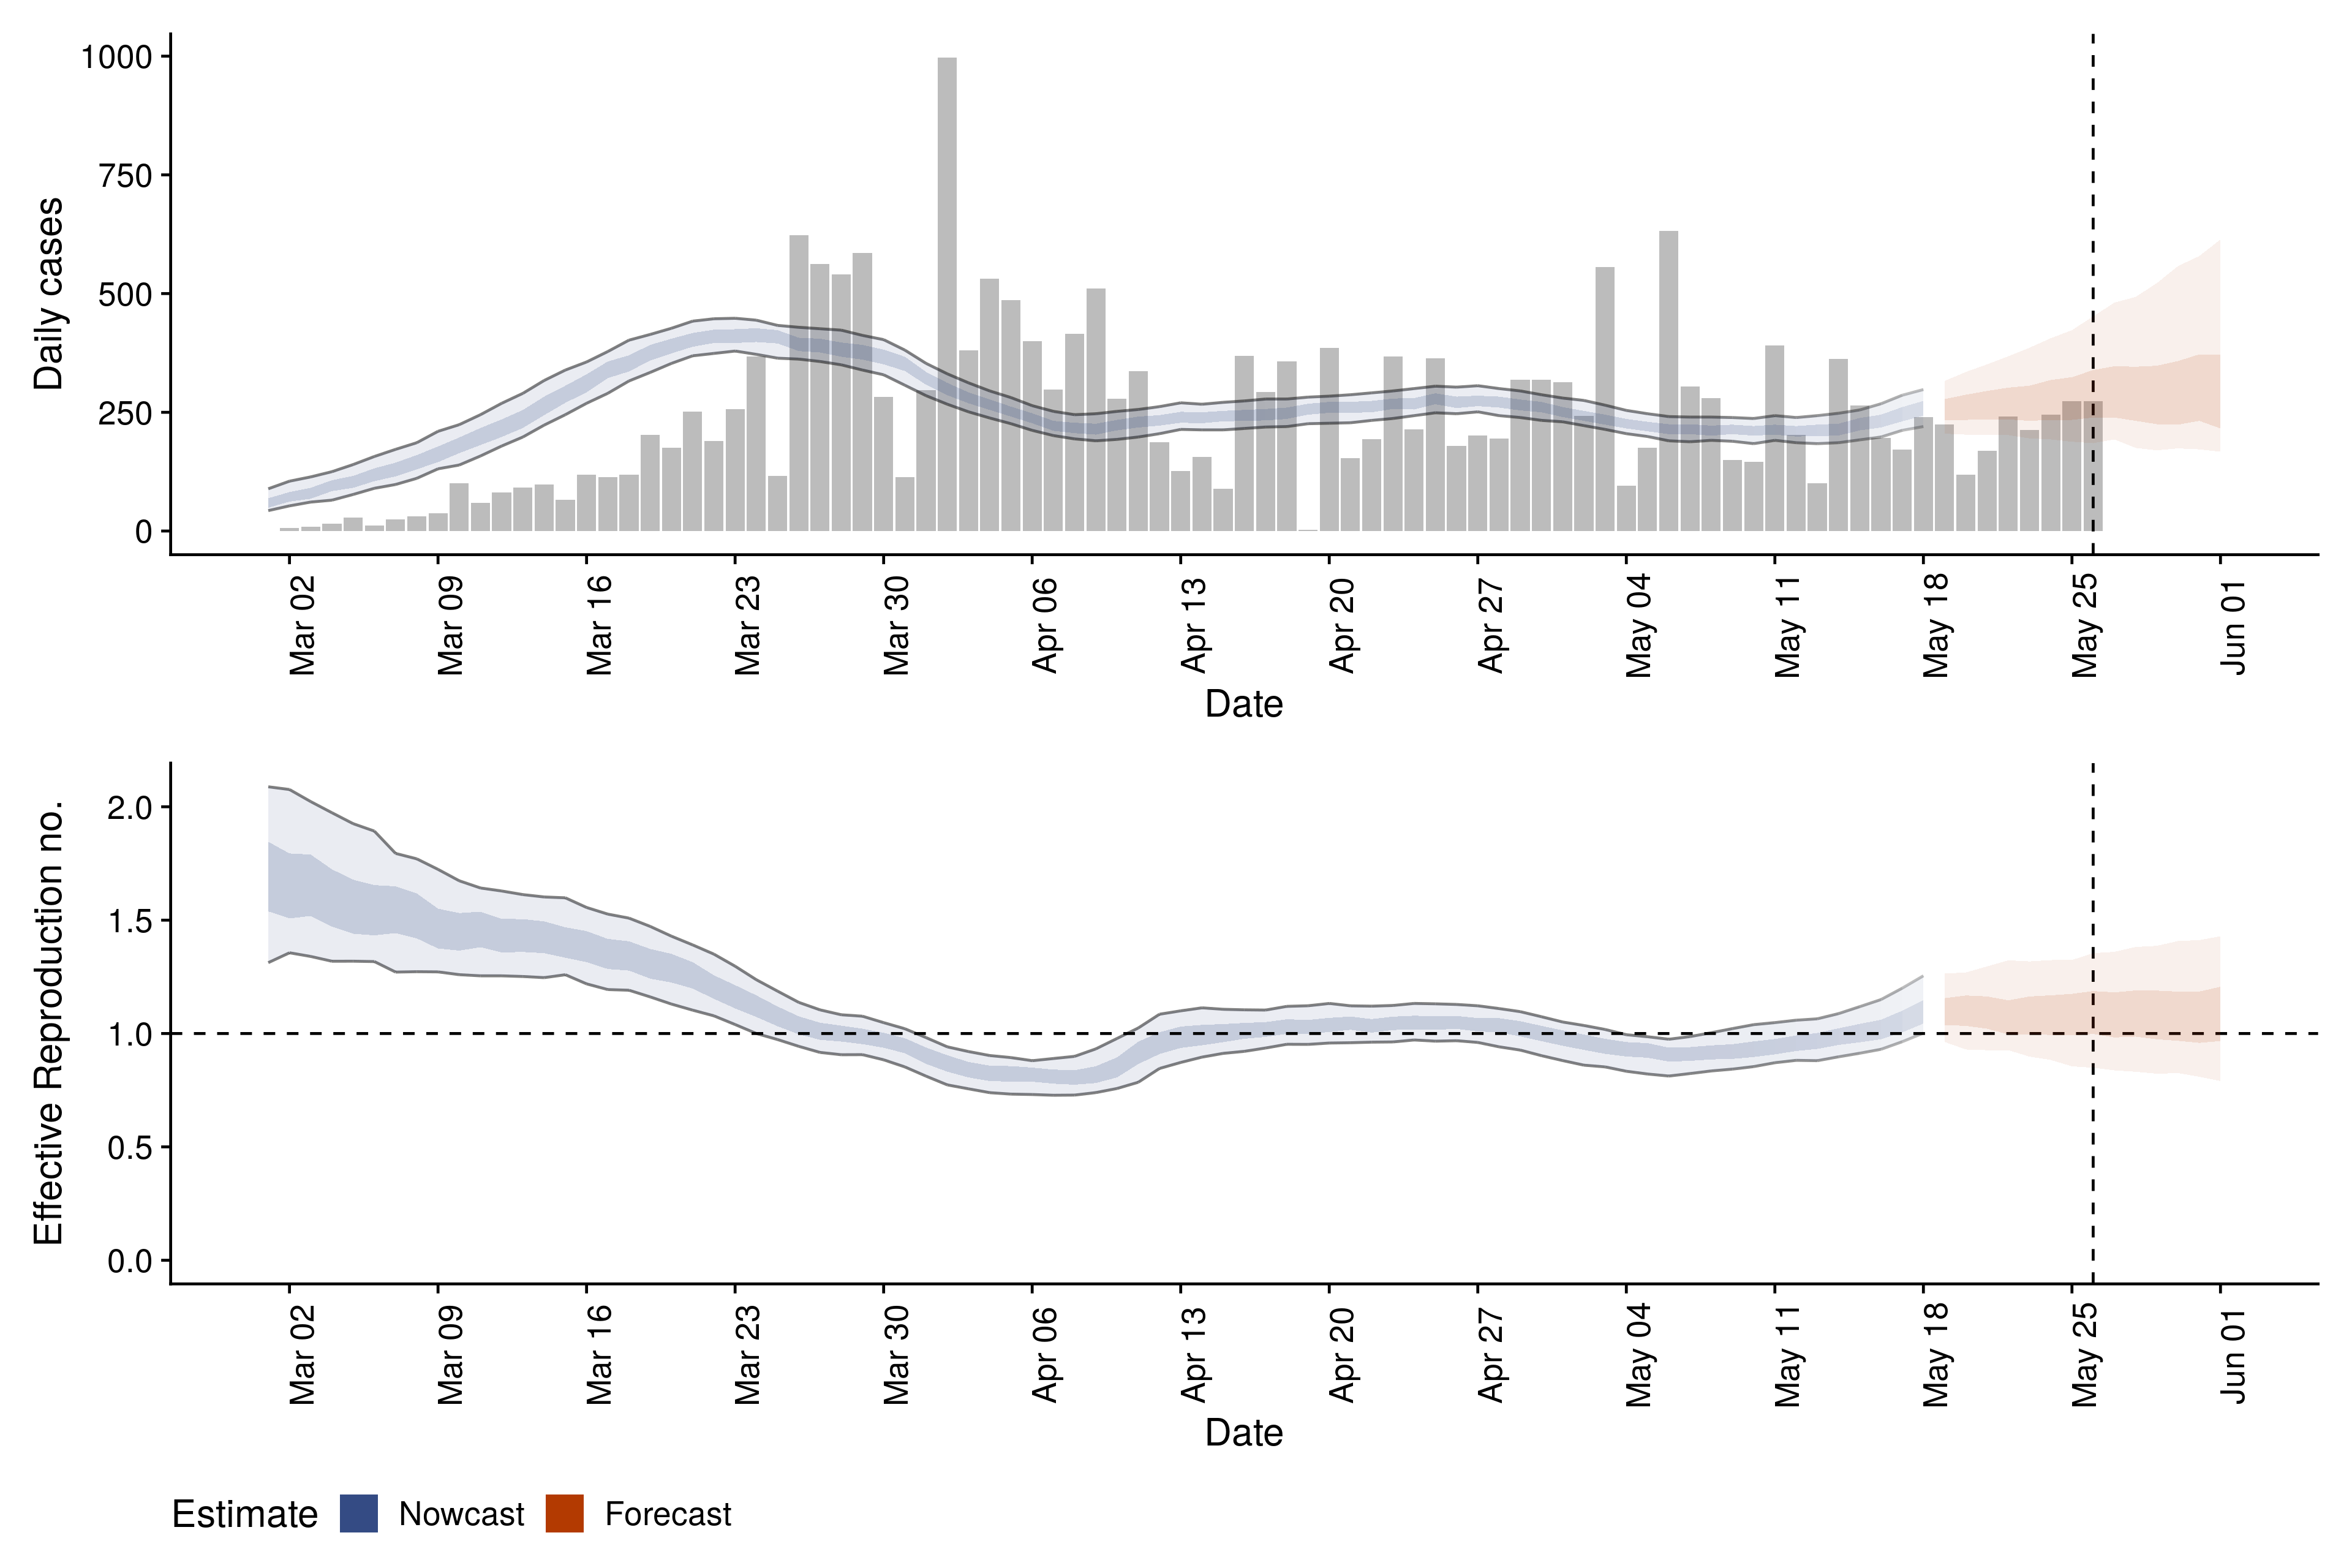 Daily cases
1000
750
500
250
0
Mar 02
Mar 09
Mar 16
Mar 23
Mar 30
Apr 06
Apr 13
Apr 20
Apr 27
May 04
May 11
May 18
May 25
Jun 01
Date
Effective Reproduction no.
2.0
1.5
1.0
0.5
0.0
Mar 02
Mar 09
Mar 16
Mar 23
Mar 30
Apr 06
Apr 13
Apr 20
Apr 27
May 04
May 11
May 18
May 25
Jun 01
Date
Estimate Nowcast Forecast